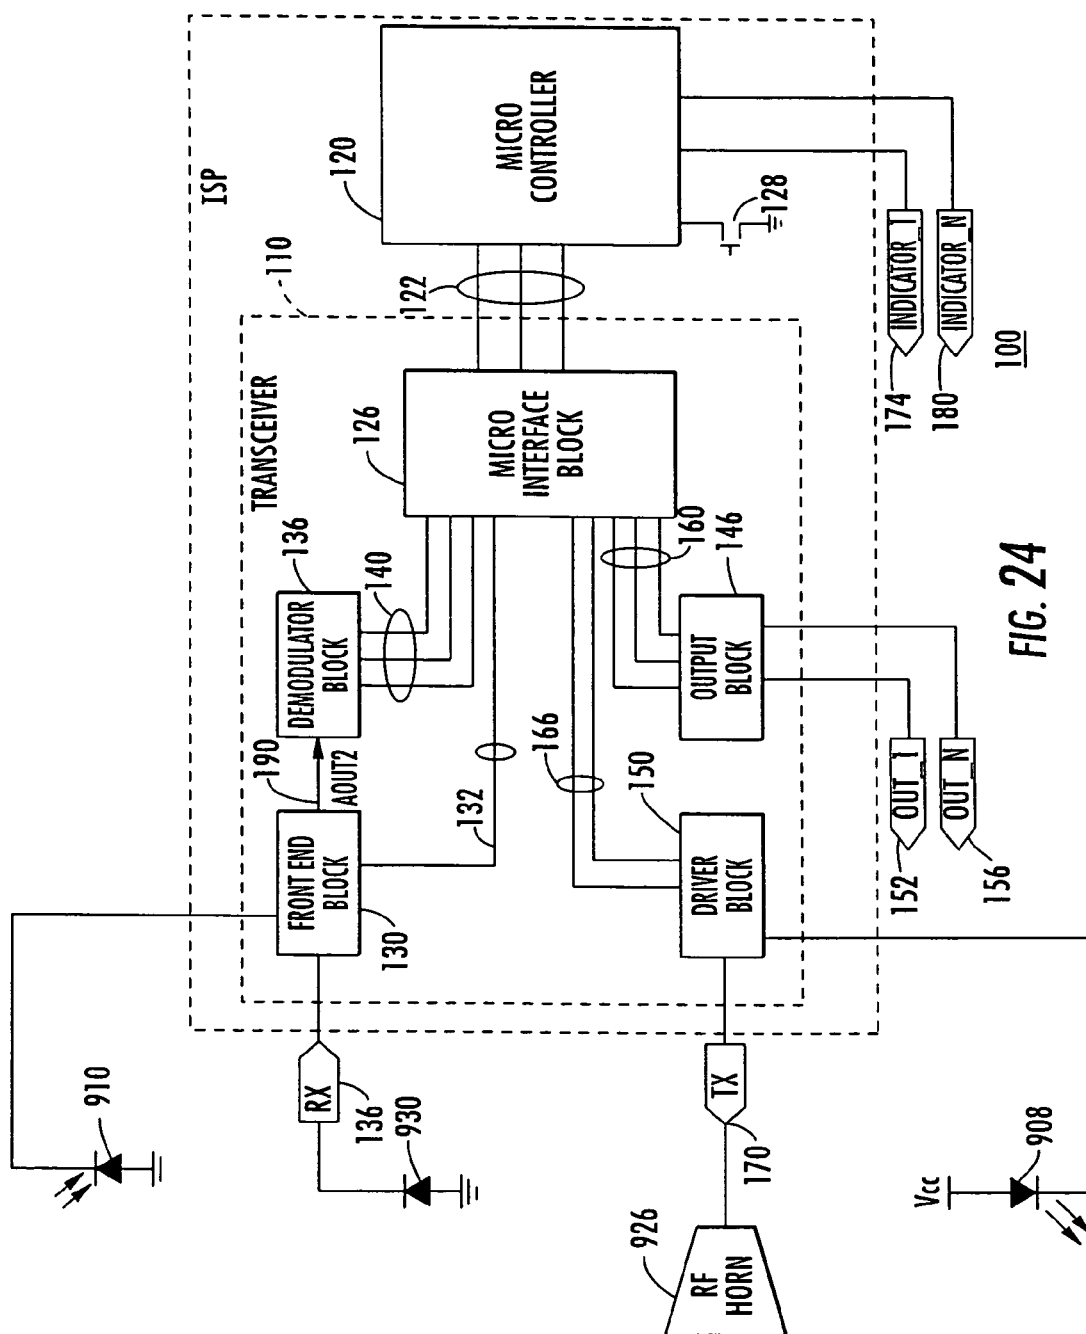 ISP
110
TRANSCEIVER
120
MICRO
CONTROLLER
122
128
126
MICRO
INTERFACE
BLOCK
136
DEMODULATOR
BLOCK
140
190
AOUT2
FRONT END
BLOCK
130
132
160
146
OUTPUT
BLOCK
166
150
DRIVER
BLOCK
INDICATOR_1
174
INDICATOR_N
180
100
OUT_1
152
OUT_N
156
910
RX
136
930
TX
170
926
RF
HORN
Vcc
908
FIG. 24